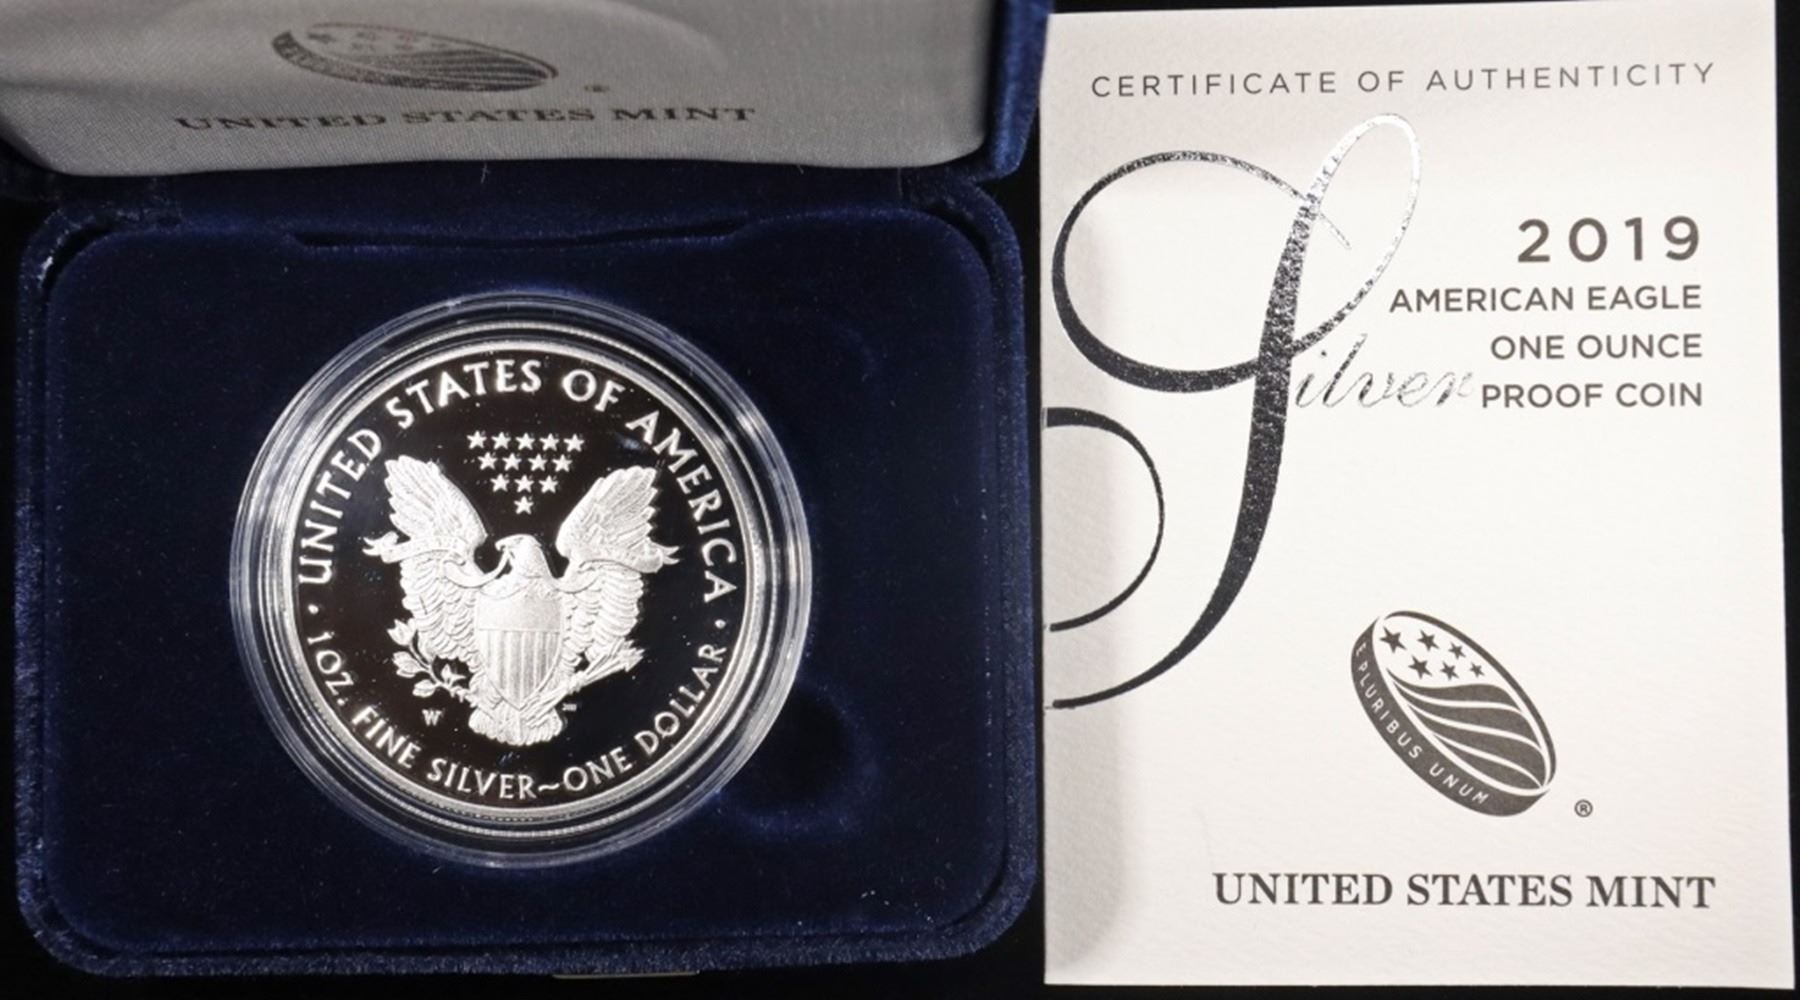 ®
UNITED STATES MINT
UNITED STATES OF AMERICA
1 OZ. FINE SILVER~ONE DOLLAR
W
CERTIFICATE OF AUTHENTICITY
2019
AMERICAN EAGLE
ONE OUNCE
Silver PROOF COIN
E PLURIBUS UNUM
®
UNITED STATES MINT